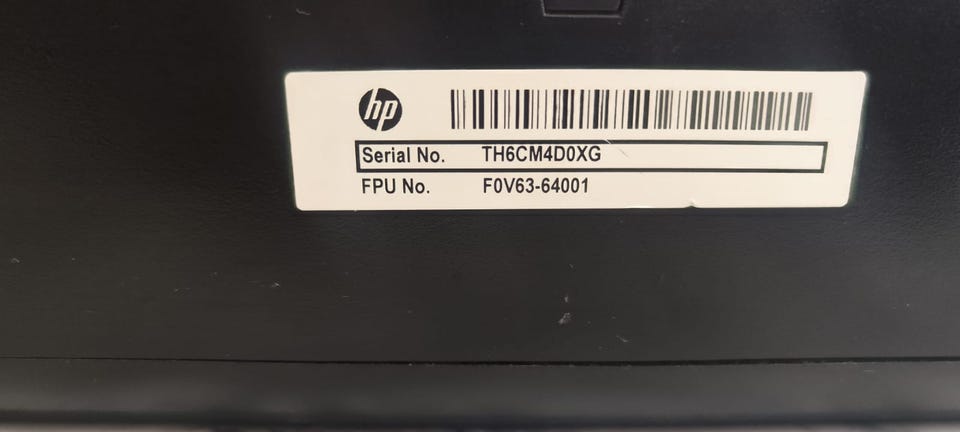 hp
Serial No. TH6CM4D0XG
FPU No. F0V63-64001